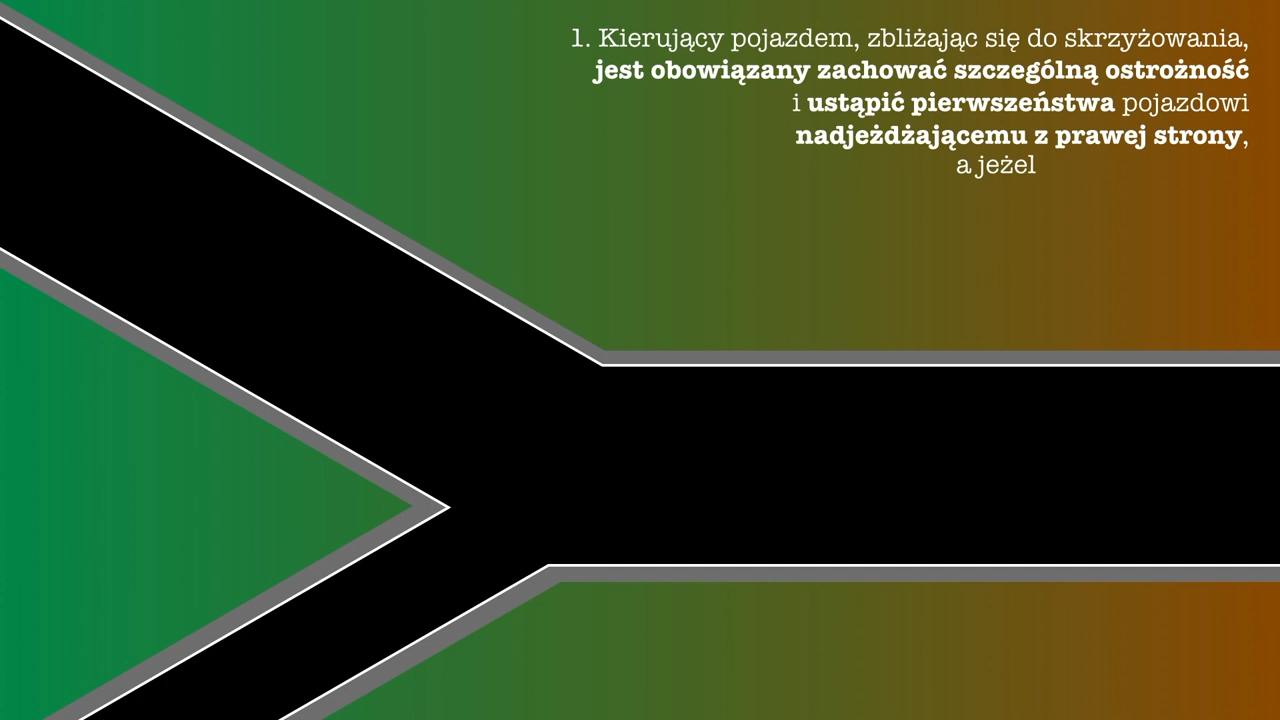 1. Kierujący pojazdem, zbliżając się do skrzyżowania,
jest obowiązany zachować szczególną ostrożność
i ustąpić pierwszeństwa pojazdowi
nadjeżdżającemu z prawej strony,
a jeżel